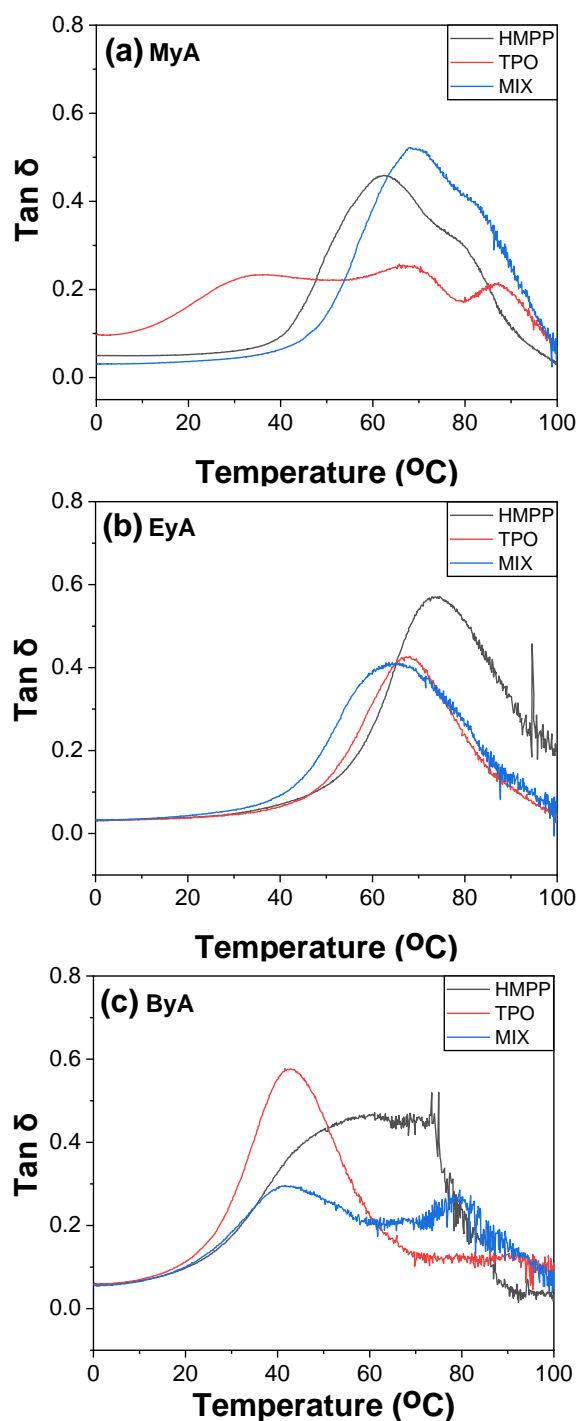 (a) MyA
HMPP
TPO
MIX
Tan δ
0.8
0.6
0.4
0.2
0.0
0 20 40 60 80 100
Temperature (ºC)
(b) EyA
HMPP
TPO
MIX
Tan δ
0.8
0.6
0.4
0.2
0.0
0 20 40 60 80 100
Temperature (ºC)
(c) ByA
HMPP
TPO
MIX
Tan δ
0.8
0.6
0.4
0.2
0.0
0 20 40 60 80 100
Temperature (ºC)